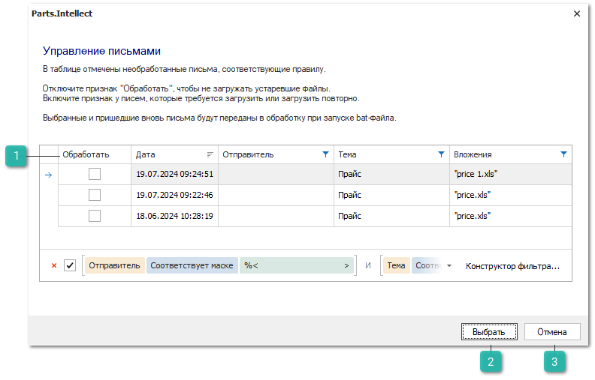 Parts.Intellect
Управление письмами
В таблице отмечены необработанные письма, соответствующие правилу.
Отключите признак "Обработать", чтобы не загружать устаревшие файлы.
Включите признак у писем, которые требуется загрузить или загрузить повторно.
Выбранные и пришедшие вновь письма будут переданы в обработку при запуске bat-файла.
1 Обработать Дата Отправитель Тема Вложения
19.07.2024 09:24:51 Прайс "price 1.xls"
19.07.2024 09:22:46 Прайс "price.xls"
18.06.2024 10:28:19 Прайс "price.xls"
Отправитель Соответствует маске %< > И Тема Соотв Конструктор фильтра...
Выбрать Отмена
2 3